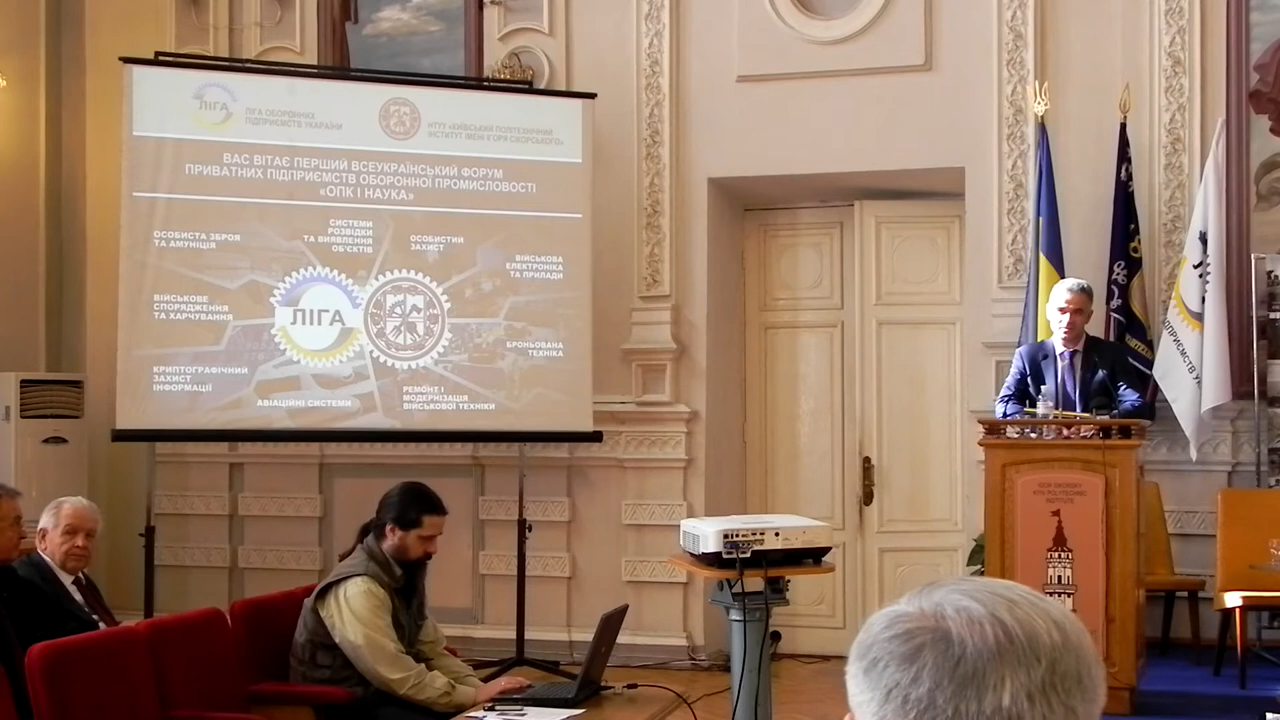 ЛІГА
ЛІГА ОБОРОННИХ
ПІДПРИЄМСТВ УКРАЇНИ
НТУУ «КИЇВСЬКИЙ ПОЛІТЕХНІЧНИЙ
ІНСТИТУТ ІМЕНІ ІГОРЯ СІКОРСЬКОГО»
ВАС ВІТАЄ ПЕРШИЙ ВСЕУКРАЇНСЬКИЙ ФОРУМ
ПРИВАТНИХ ПІДПРИЄМСТВ ОБОРОННОЇ ПРОМИСЛОВОСТІ
«ОПК І НАУКА»
ОСОБИСТА ЗБРОЯ
ТА АМУНІЦІЯ
СИСТЕМИ
РОЗВІДКИ
ТА ВИЯВЛЕННЯ
ОБ'ЄКТІВ
ОСОБИСТИЙ
ЗАХИСТ
ВІЙСЬКОВА
ЕЛЕКТРОНІКА
ТА ПРИЛАДИ
ВІЙСЬКОВЕ
СПОРЯДЖЕННЯ
ТА ХАРЧУВАННЯ
ЛІГА
БРОНЬОВАНА
ТЕХНІКА
КРИПТОГРАФІЧНИЙ
ЗАХИСТ
ІНФОРМАЦІЇ
АВІАЦІЙНІ СИСТЕМИ
РЕМОНТ І
МОДЕРНІЗАЦІЯ
ВІЙСЬКОВОЇ ТЕХНІКИ
IGOR SIKORSKY
KYIV POLYTECHNIC
INSTITUTE